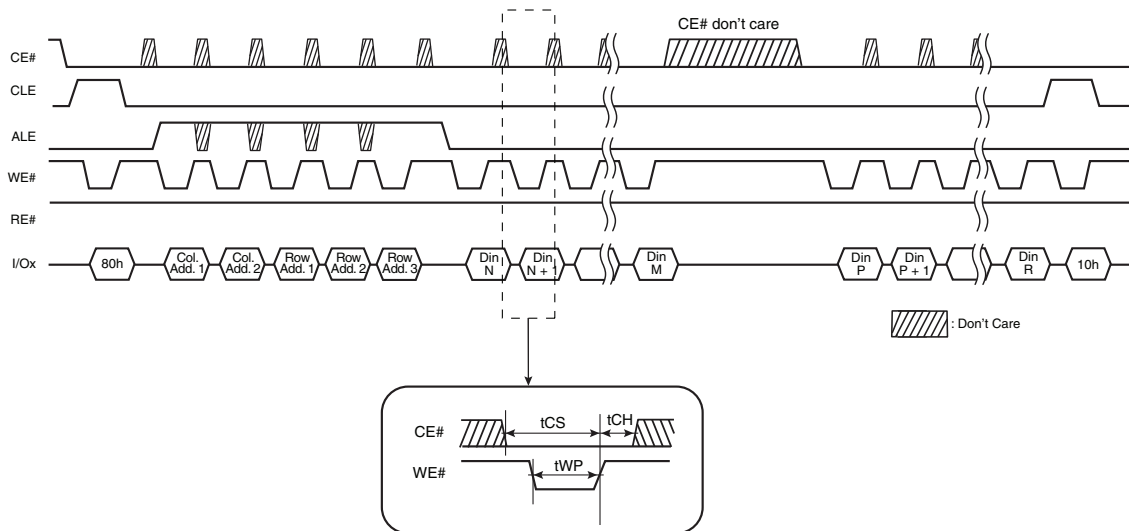 CE# don't care
CE#
CLE
ALE
WE#
RE#
I/Ox
80h
Col.
Add. 1
Col.
Add. 2
Row
Add. 1
Row
Add. 2
Row
Add. 3
Din
N
Din
N + 1
Din
M
Din
P
Din
P + 1
Din
R
10h
: Don't Care
CE#
tCS
tCH
WE#
tWP